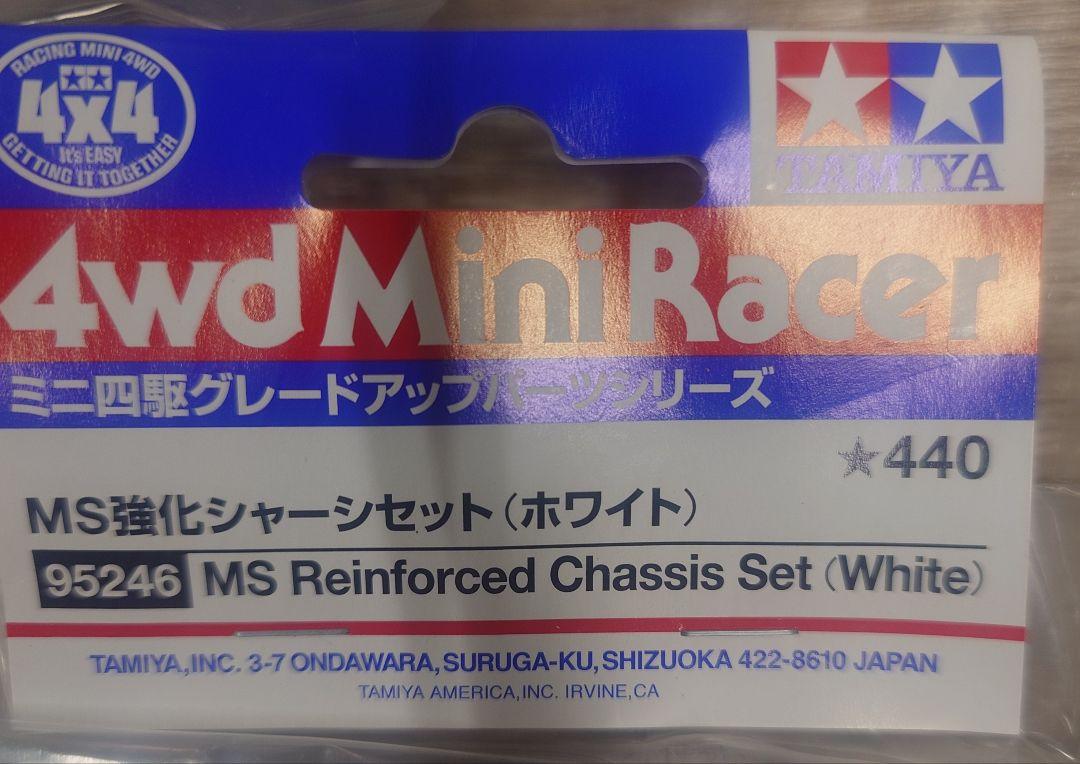 RACING MINI 4WD
4x4
It's EASY
GETTING IT TOGETHER
TAMIYA
4wd Mini Racer
ミニ四駆グレードアップパーツシリーズ
★440
MS強化シャーシセット(ホワイト)
95246 MS Reinforced Chassis Set (White)
TAMIYA,INC. 3-7 ONDAWARA, SURUGA-KU, SHIZUOKA 422-8610 JAPAN
TAMIYA AMERICA,INC. IRVINE,CA